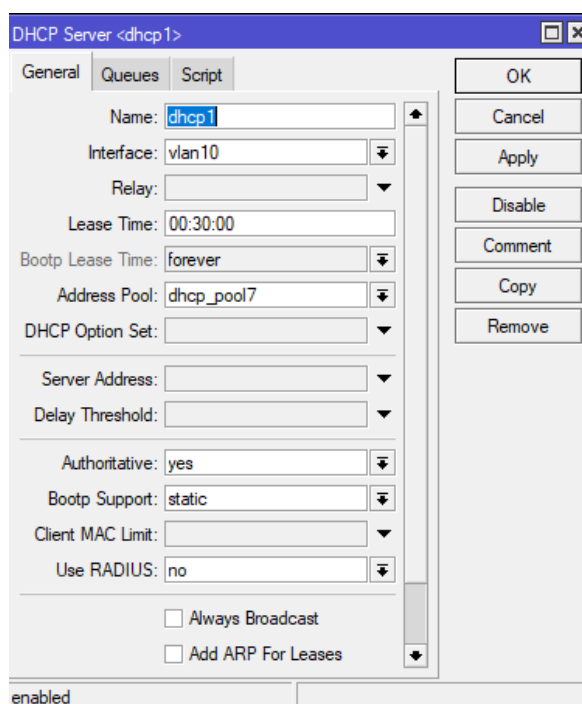 DHCP Server <dhcp1>
General Queues Script
Name: dhcp1
Interface: vlan10
Relay:
Lease Time: 00:30:00
Bootp Lease Time: forever
Address Pool: dhcp_pool7
DHCP Option Set:
Server Address:
Delay Threshold:
Authoritative: yes
Bootp Support: static
Client MAC Limit:
Use RADIUS: no
Always Broadcast
Add ARP For Leases
OK
Cancel
Apply
Disable
Comment
Copy
Remove
enabled